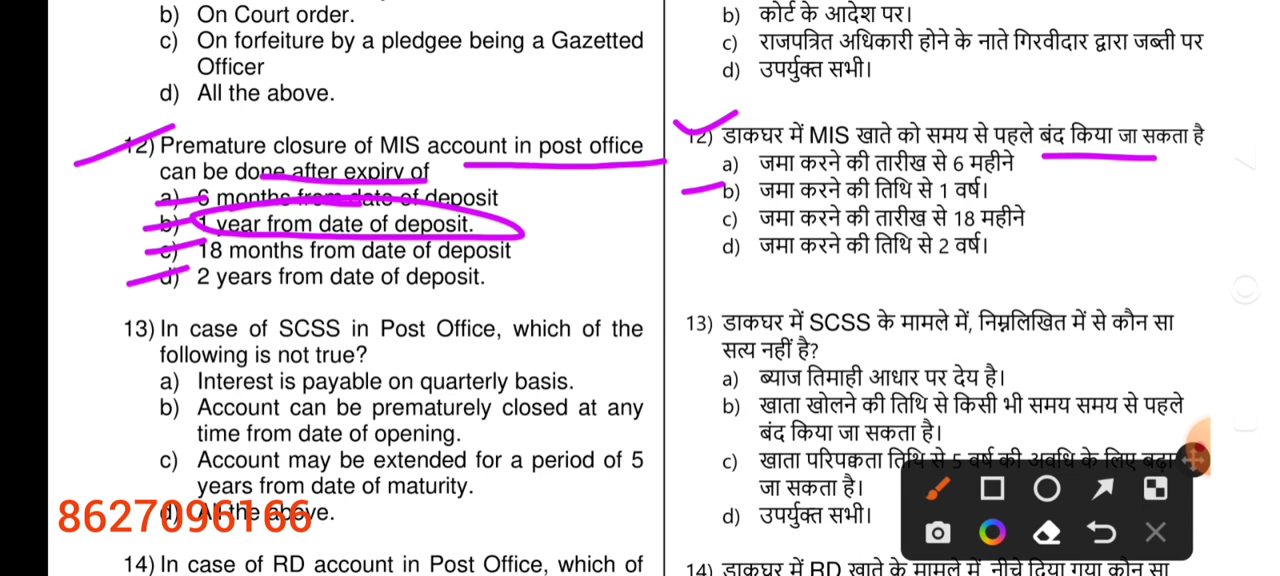 b) On Court order.
c) On forfeiture by a pledgee being a Gazetted
Officer
d) All the above.
12) Premature closure of MIS account in post office
can be done after expiry of
a) 6 months from date of deposit
b) 1 year from date of deposit.
c) 18 months from date of deposit
d) 2 years from date of deposit.
13) In case of SCSS in Post Office, which of the
following is not true?
a) Interest is payable on quarterly basis.
b) Account can be prematurely closed at any
time from date of opening.
c) Account may be extended for a period of 5
years from date of maturity.
d) All the above.
8627096166
14) In case of RD account in Post Office, which of
b) कोर्ट के आदेश पर।
c) राजपत्रित अधिकारी होने के नाते गिरवीदार द्वारा जब्ती पर
d) उपर्युक्त सभी।
12) डाकघर में MIS खाते को समय से पहले बंद किया जा सकता है
a) जमा करने की तारीख से 6 महीने
b) जमा करने की तिथि से 1 वर्ष।
c) जमा करने की तारीख से 18 महीने
d) जमा करने की तिथि से 2 वर्ष।
13) डाकघर में SCSS के मामले में, निम्नलिखित में से कौन सा
सत्य नहीं है?
a) ब्याज तिमाही आधार पर देय है।
b) खाता खोलने की तिथि से किसी भी समय समय से पहले
बंद किया जा सकता है।
c) खाता परिपक्वता तिथि से 5 वर्ष की अवधि के लिए बढ़ा
जा सकता है।
d) उपर्युक्त सभी।
14) डाकघर में RD खाते के मामले में नीचे दिया गया कौन सा